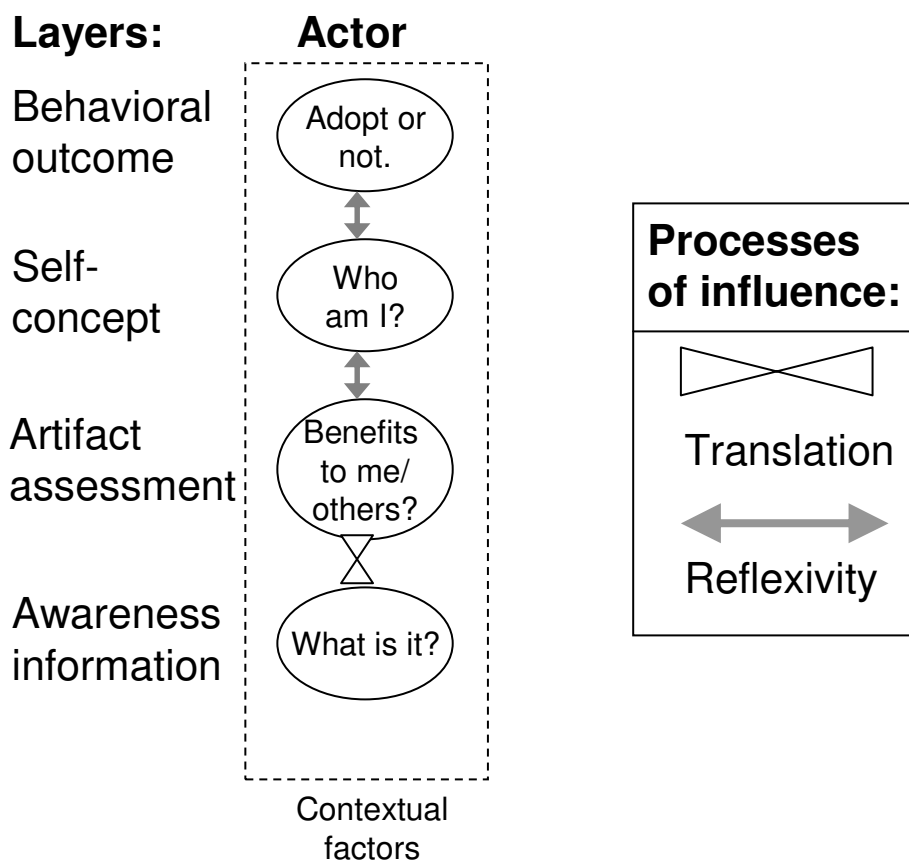 Layers:
Actor
Behavioral
outcome
Adopt or
not.
Self-
concept
Who
am I?
Artifact
assessment
Benefits
to me/
others?
Awareness
information
What is it?
Contextual
factors
Processes
of influence:
Translation
Reflexivity